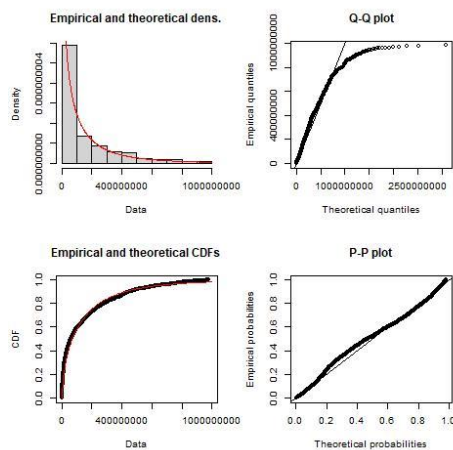 Empirical and theoretical dens.
Density
0 400000000 1000000000
Data
Q-Q plot
Empirical quantiles
0 400000000 1000000000
0 1000000000 2500000000
Theoretical quantiles
Empirical and theoretical CDFs
CDF
0.0 0.2 0.4 0.6 0.8 1.0
0 400000000 1000000000
Data
P-P plot
Empirical probabilities
0.0 0.2 0.4 0.6 0.8 1.0
0.0 0.2 0.4 0.6 0.8 1.0
Theoretical probabilities